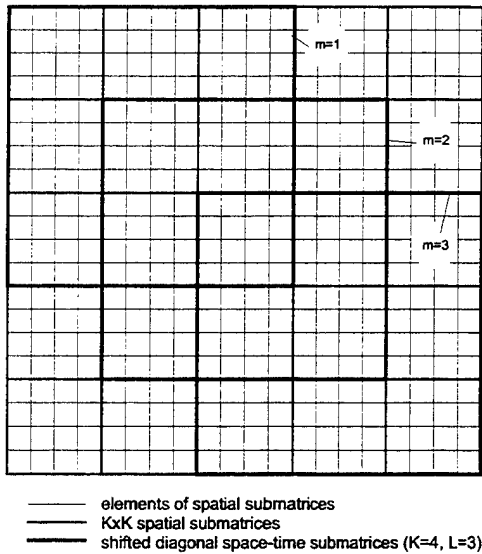 m=1
m=2
m=3
elements of spatial submatrices
KxK spatial submatrices
shifted diagonal space-time submatrices (K=4, L=3)